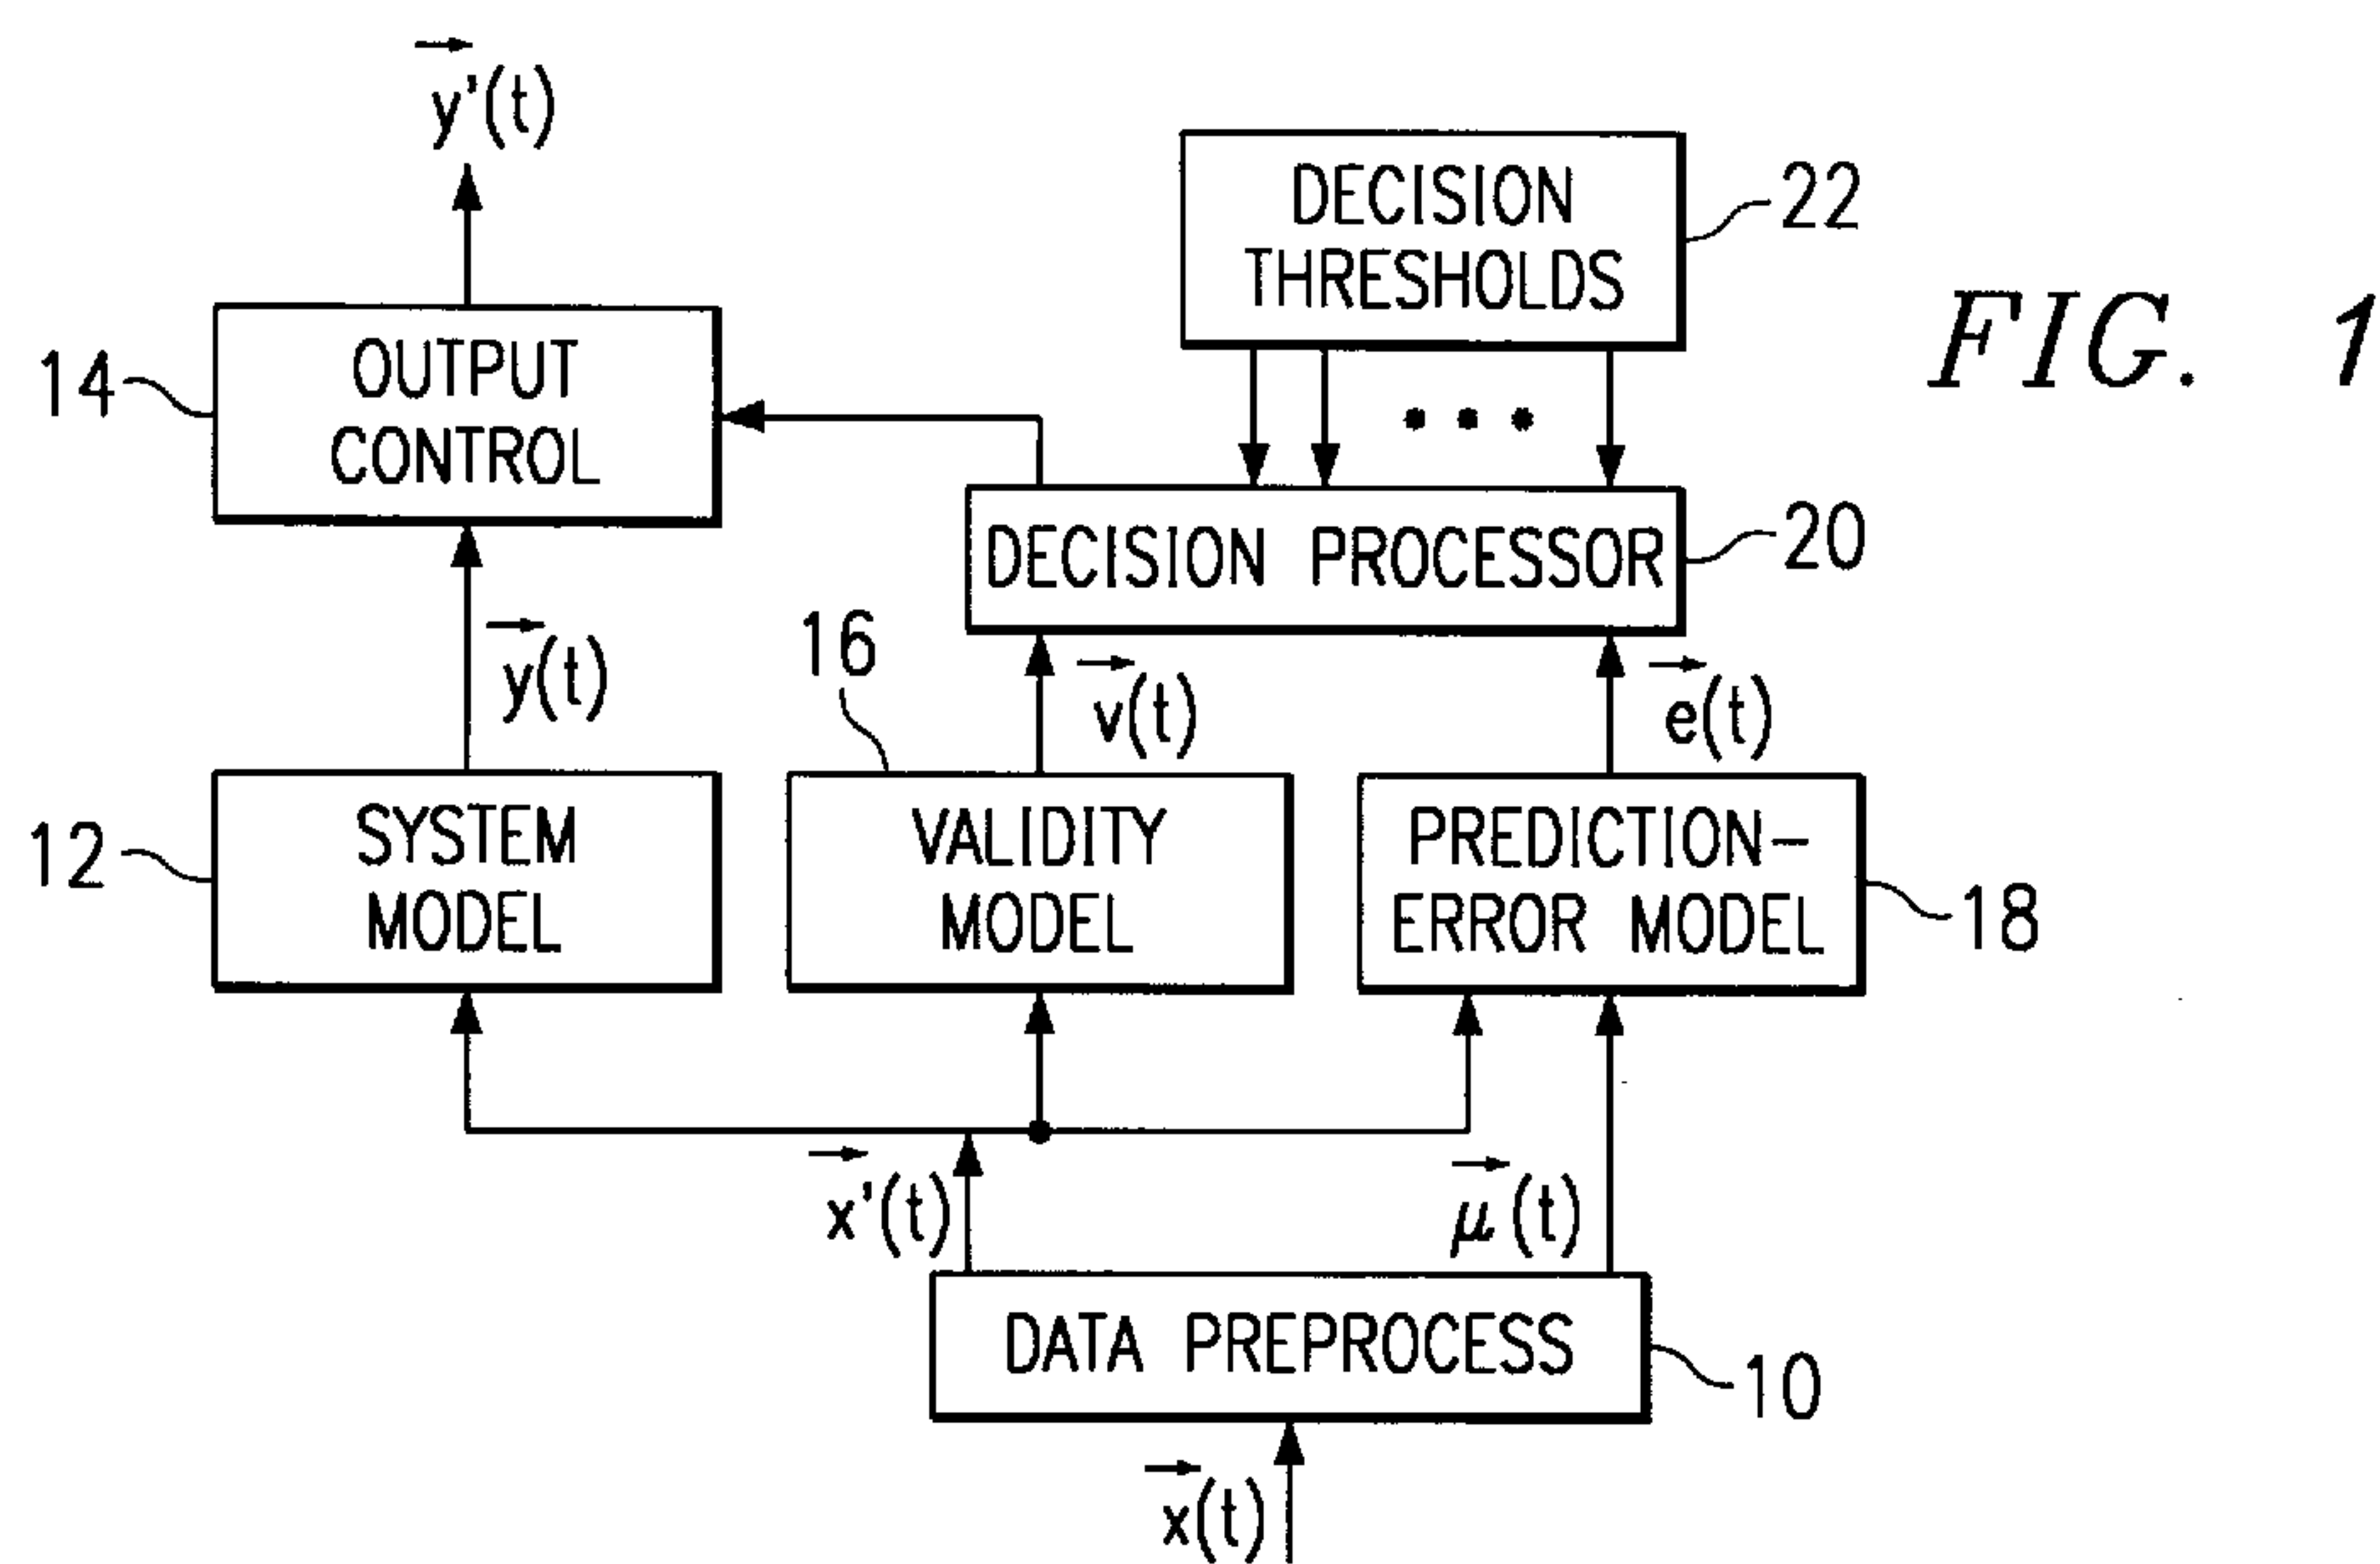 y'(t)
DECISION
THRESHOLDS
22
FIG. 1
14
OUTPUT
CONTROL
DECISION PROCESSOR
20
y(t)
16
v(t)
e(t)
12
SYSTEM
MODEL
VALIDITY
MODEL
PREDICTION-
ERROR MODEL
18
x'(t)
μ(t)
DATA PREPROCESS
10
x(t)